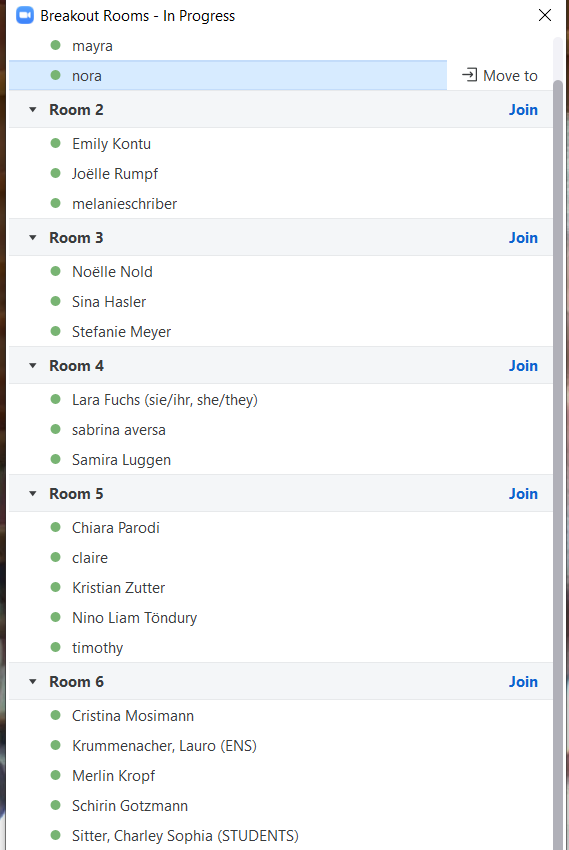 Breakout Rooms - In Progress
mayra
nora Move to
Room 2 Join
Emily Kontu
Joëlle Rumpf
melanieschriber
Room 3 Join
Noëlle Nold
Sina Hasler
Stefanie Meyer
Room 4 Join
Lara Fuchs (sie/ihr, she/they)
sabrina aversa
Samira Luggen
Room 5 Join
Chiara Parodi
claire
Kristian Zutter
Nino Liam Töndury
timothy
Room 6 Join
Cristina Mosimann
Krummenacher, Lauro (ENS)
Merlin Kropf
Schirin Gotzmann
Sitter, Charley Sophia (STUDENTS)